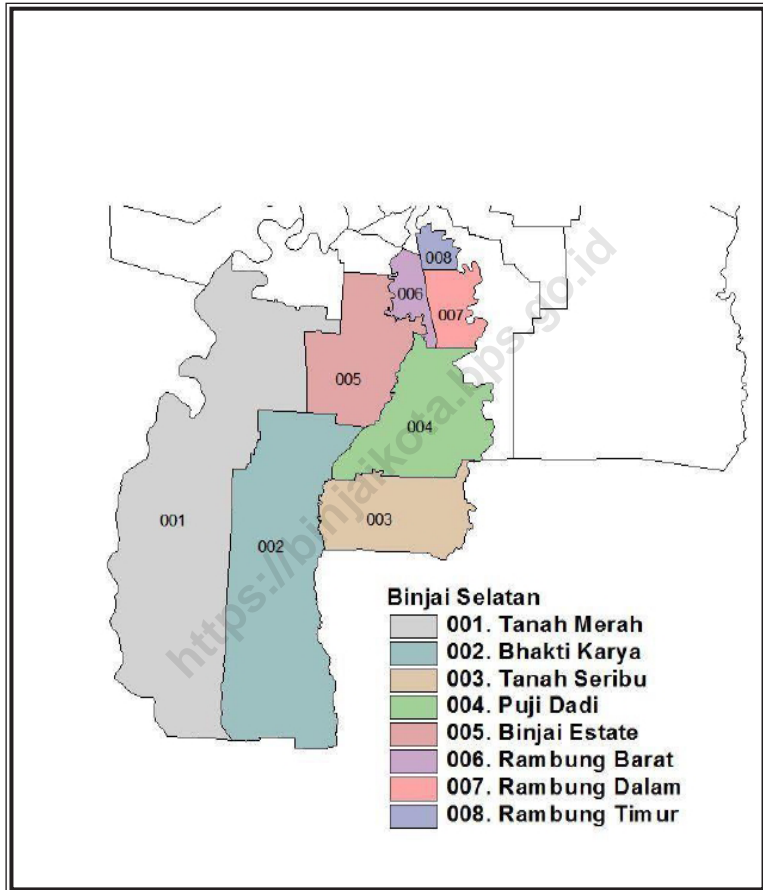 008
006
007
005
004
003
001
002
https://binjaikota.bps.go.id
Binjai Selatan
001. Tanah Merah
002. Bhakti Karya
003. Tanah Seribu
004. Puji Dadi
005. Binjai Estate
006. Rambung Barat
007. Rambung Dalam
008. Rambung Timur